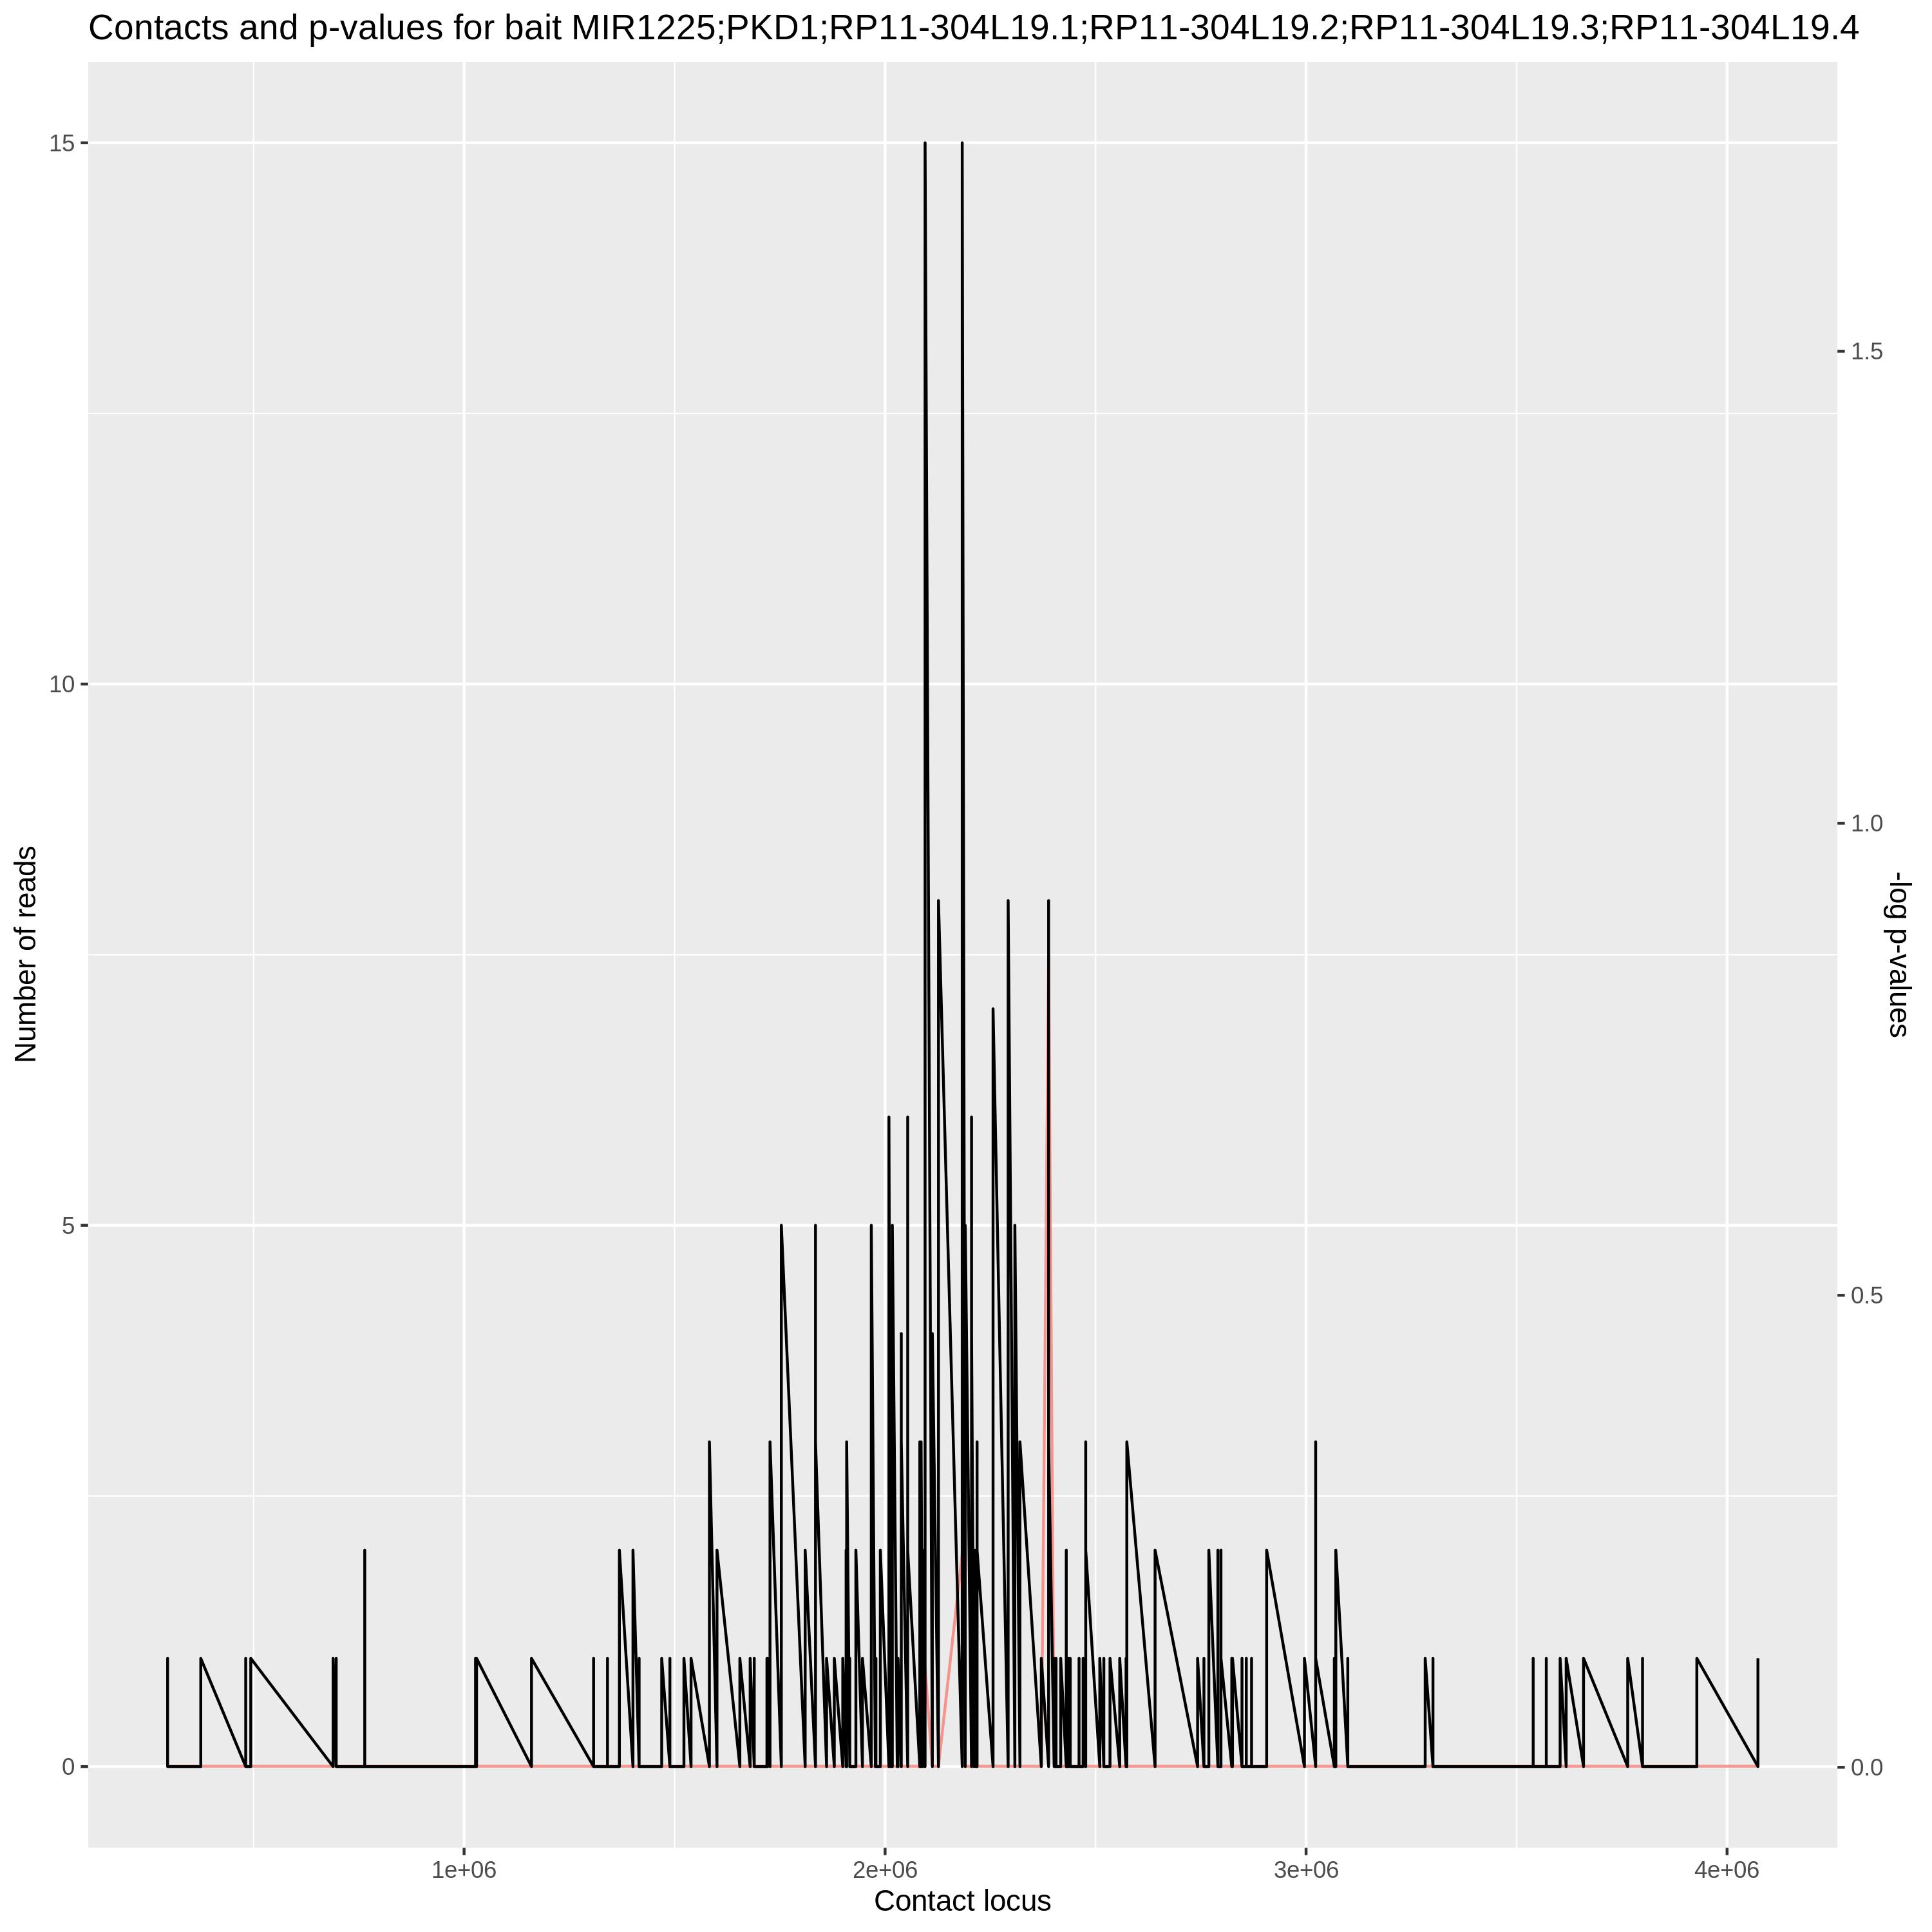 Contacts and p-values for bait MIR1225;PKD1;RP11-304L19.1;RP11-304L19.2;RP11-304L19.3;RP11-304L19.4
15
10
5
0
Number of reads
1.5
1.0
0.5
0.0
-log p-values
1e+06 2e+06 3e+06 4e+06
Contact locus